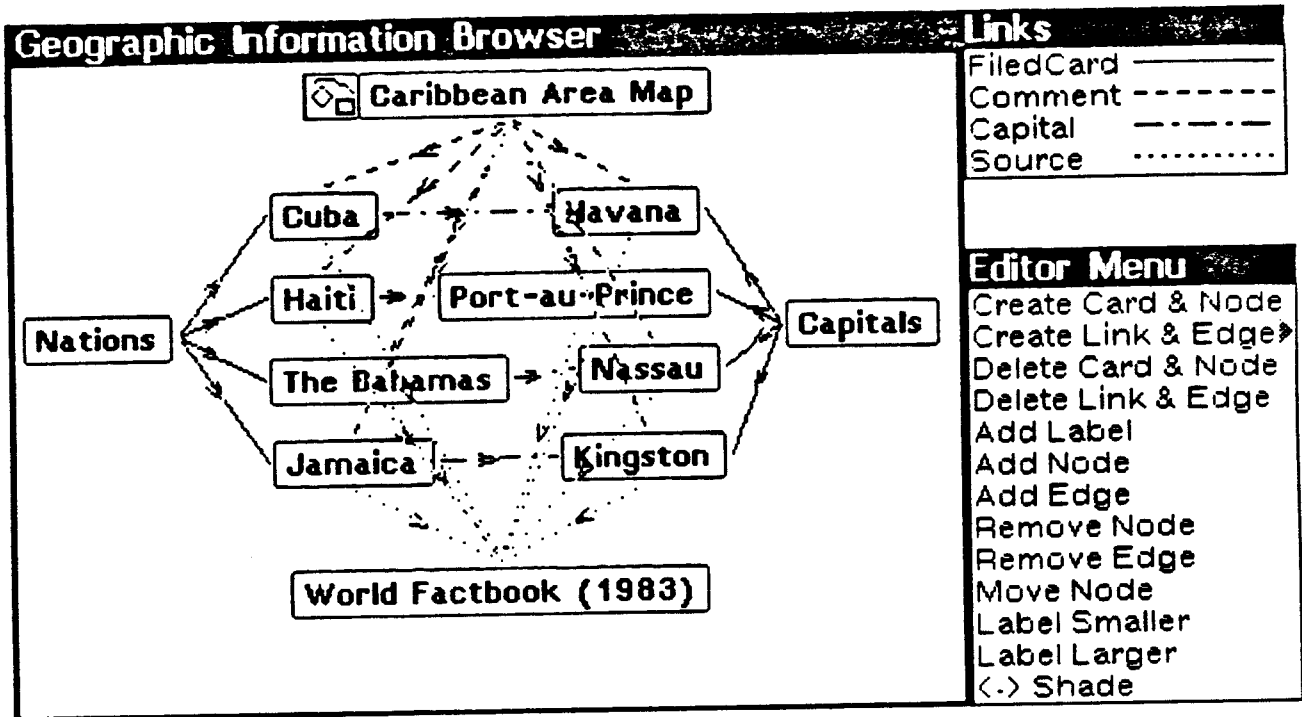 Geographic Information Browser
Caribbean Area Map
Cuba
Havana
Haiti
Port-au-Prince
Nations
Capitals
The Bahamas
Nassau
Jamaica
Kingston
World Factbook (1983)
Links
FiledCard
Comment
Capital
Source
Editor Menu
Create Card & Node
Create Link & Edge
Delete Card & Node
Delete Link & Edge
Add Label
Add Node
Add Edge
Remove Node
Remove Edge
Move Node
Label Smaller
Label Larger
<-> Shade